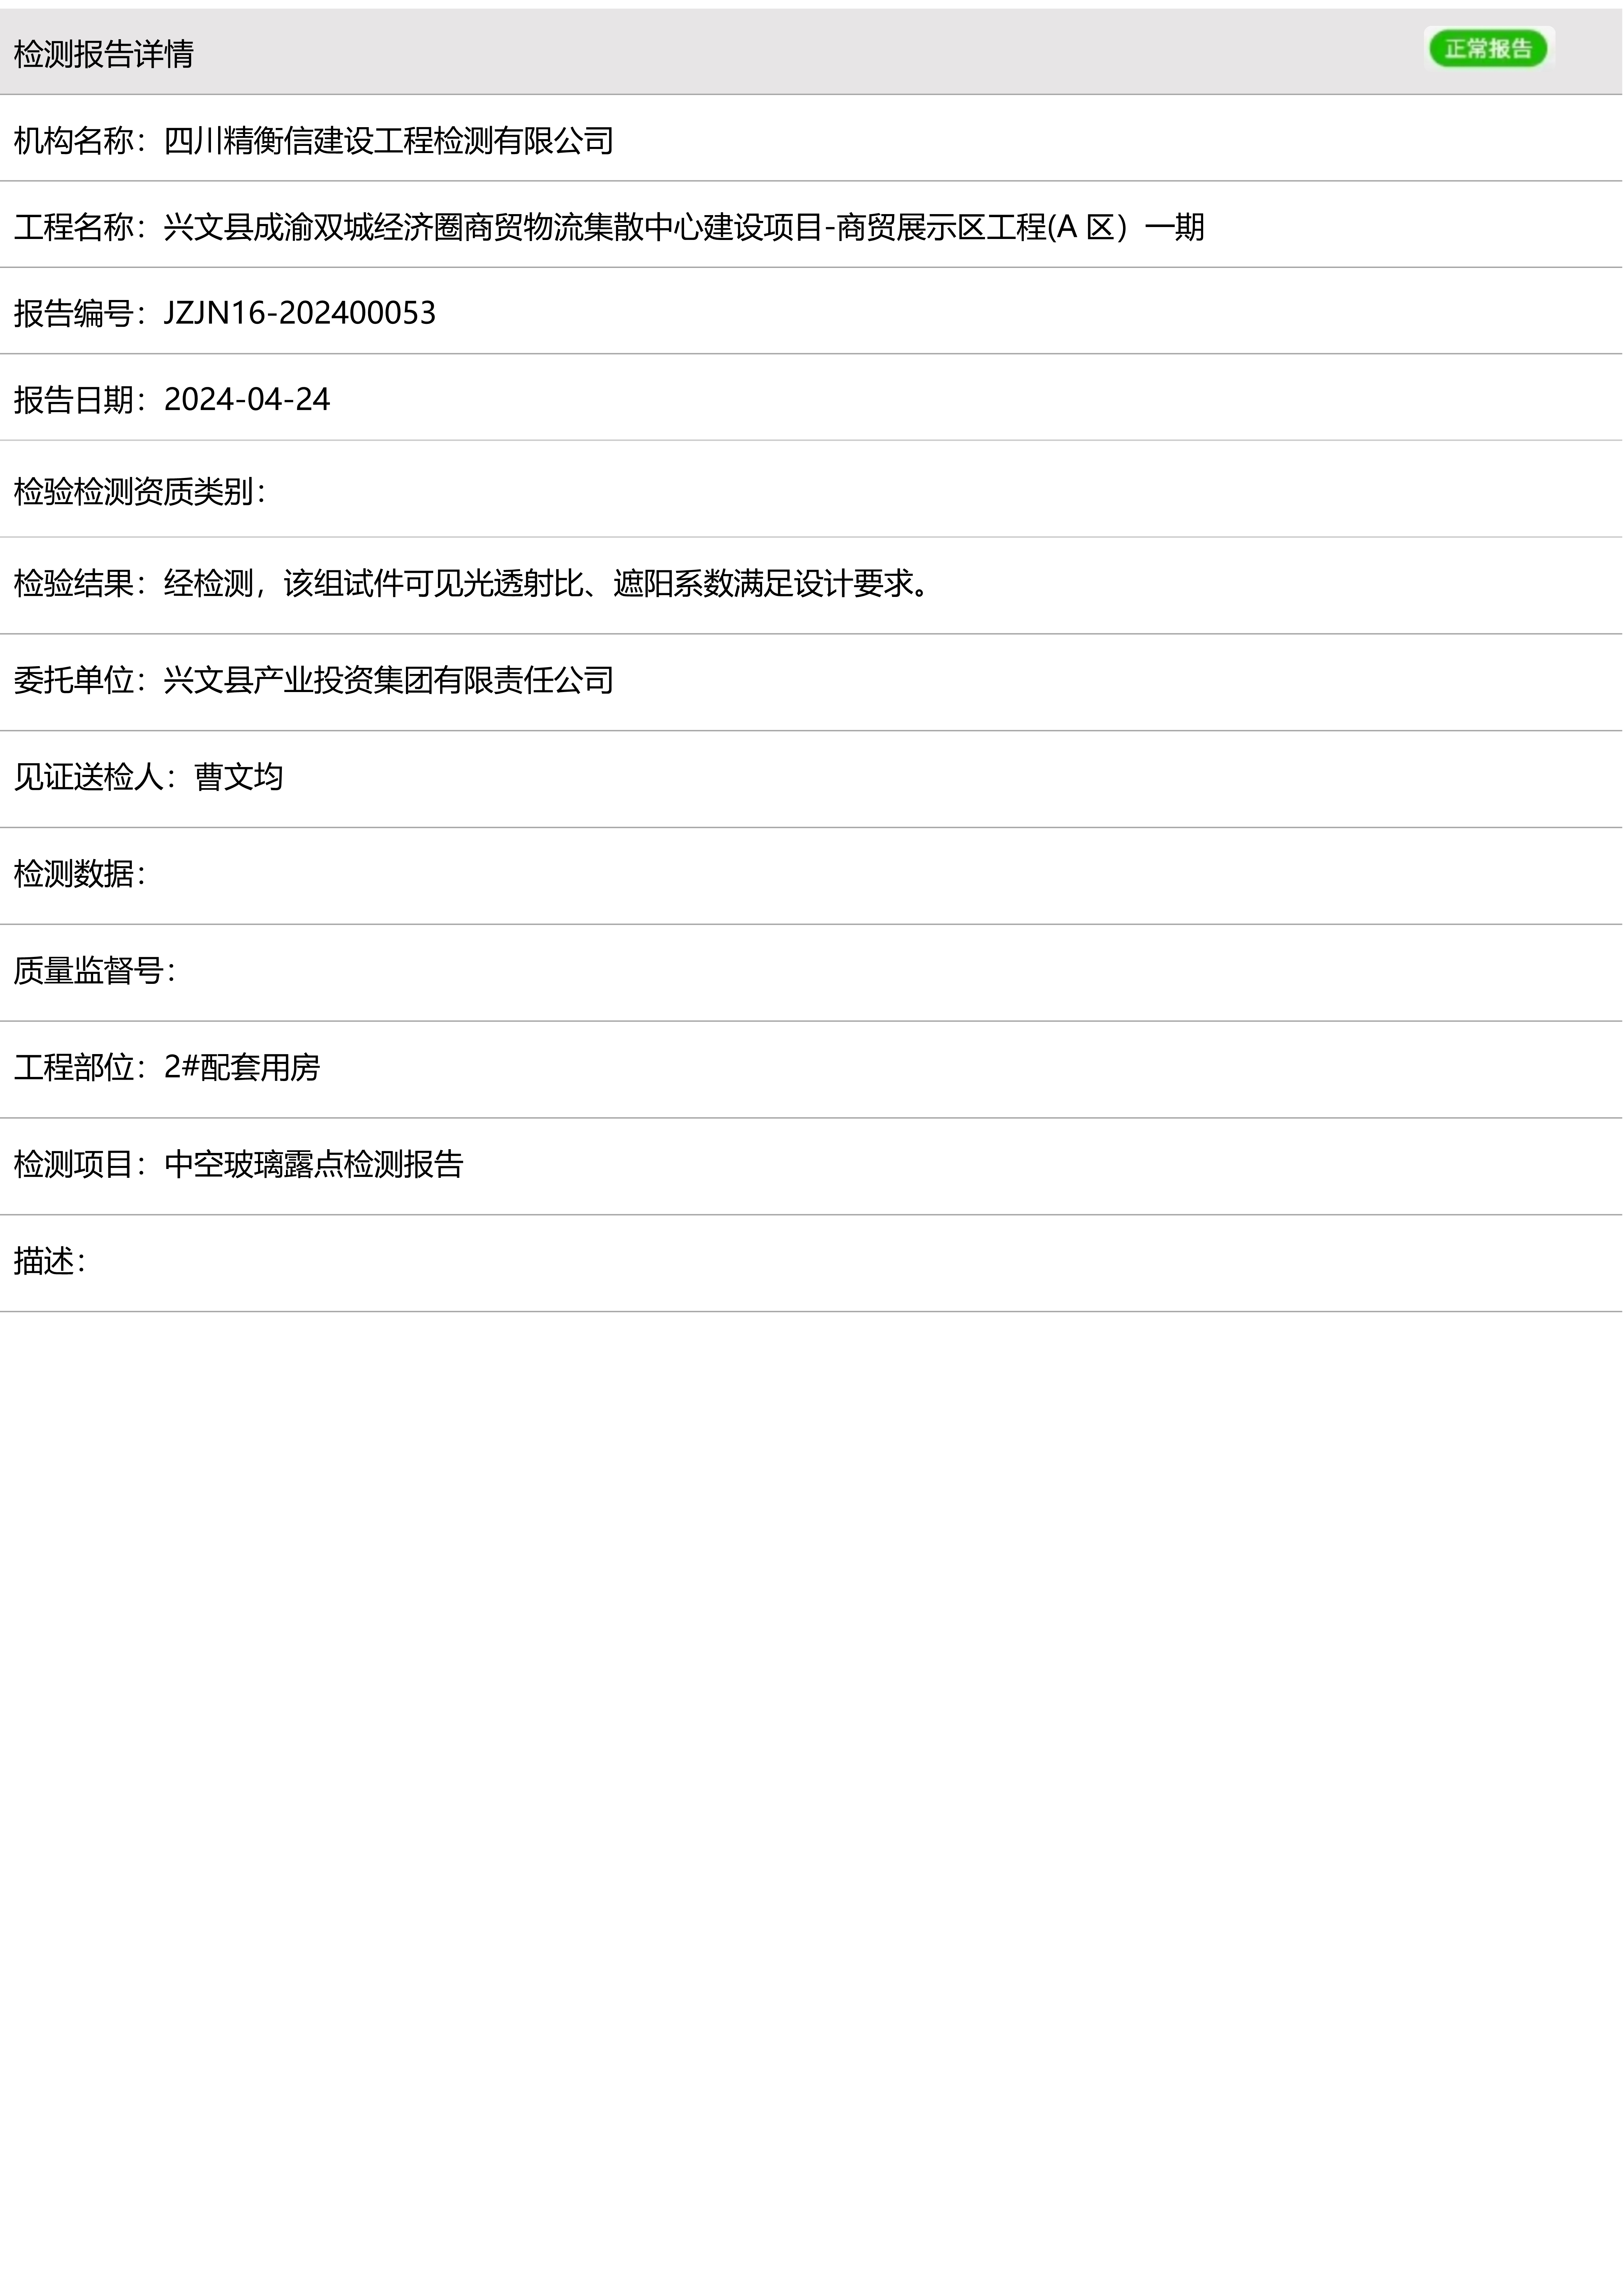 检测报告详情
正常报告
机构名称：四川精衡信建设工程检测有限公司
工程名称：兴文县成渝双城经济圈商贸物流集散中心建设项目-商贸展示区工程(A 区）一期
报告编号：JZJN16-202400053
报告日期：2024-04-24
检验检测资质类别：
检验结果：经检测，该组试件可见光透射比、遮阳系数满足设计要求。
委托单位：兴文县产业投资集团有限责任公司
见证送检人：曹文均
检测数据：
质量监督号：
工程部位：2#配套用房
检测项目：中空玻璃露点检测报告
描述：